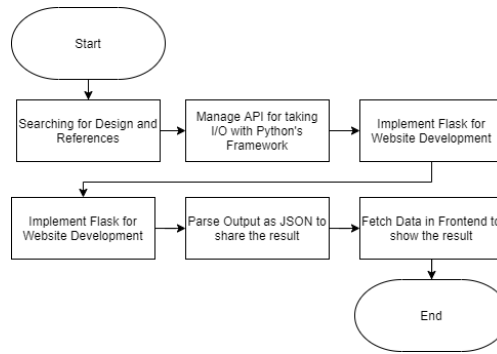 Start
Searching for Design and
References
Manage API for taking
I/O with Python's
Framework
Implement Flask for
Website Development
Implement Flask for
Website Development
Parse Output as JSON to
share the result
Fetch Data in Frontend to
show the result
End